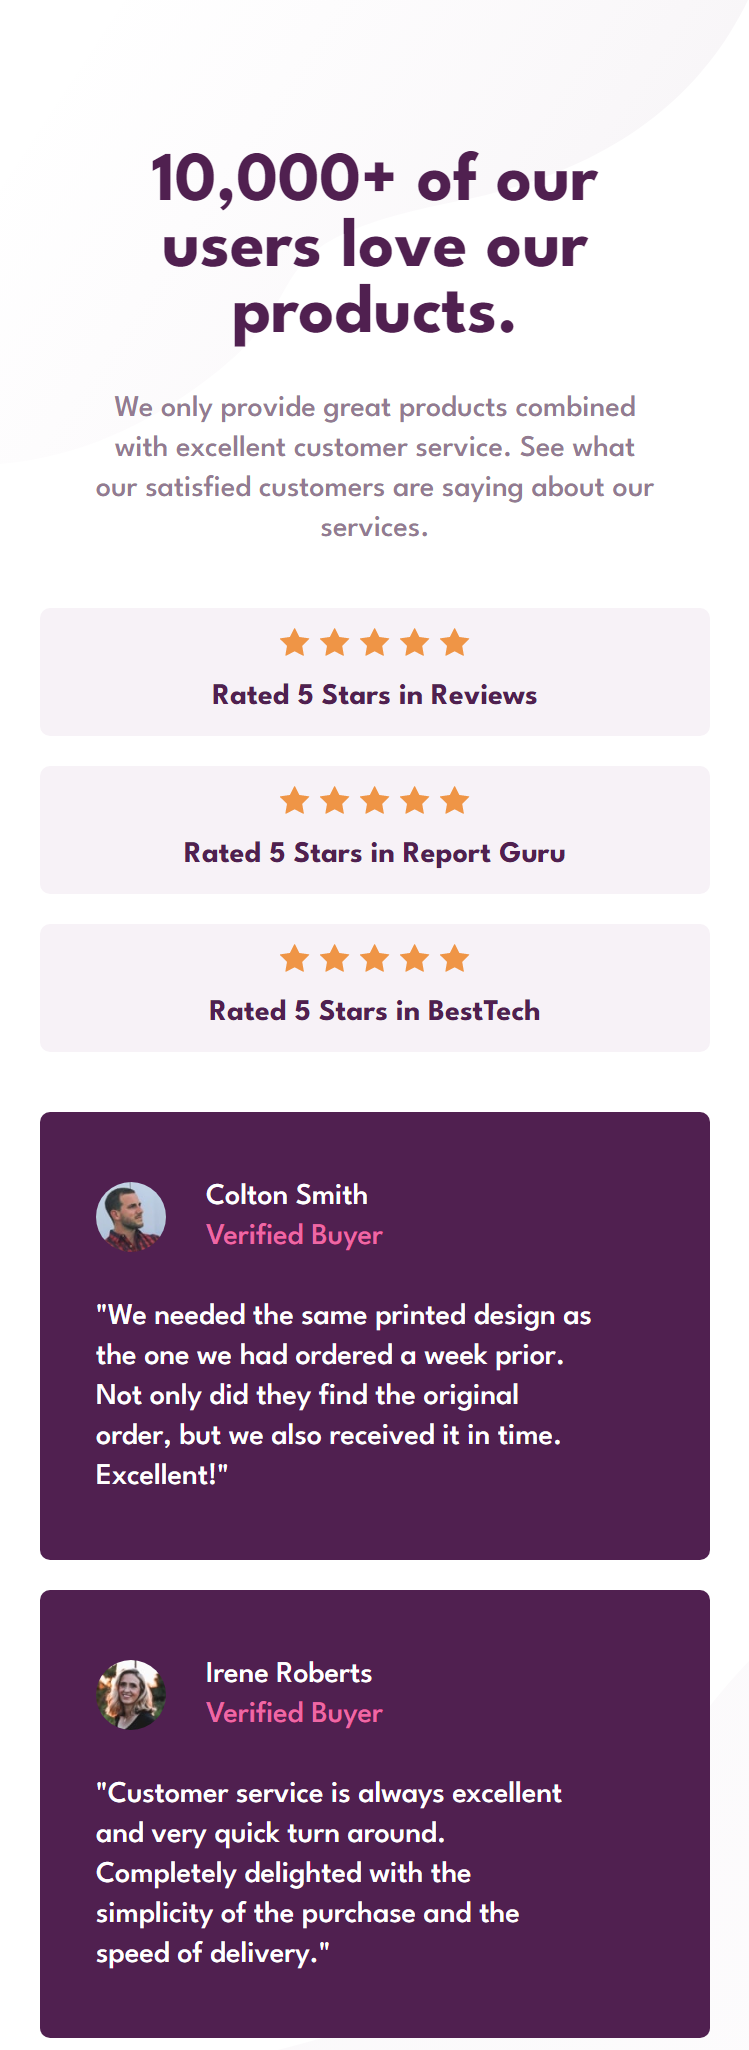 10,000+ of our
users love our
products.
We only provide great products combined
with excellent customer service. See what
our satisfied customers are saying about our
services.
Rated 5 Stars in Reviews
Rated 5 Stars in Report Guru
Rated 5 Stars in BestTech
Colton Smith
Verified Buyer
"We needed the same printed design as
the one we had ordered a week prior.
Not only did they find the original
order, but we also received it in time.
Excellent!"
Irene Roberts
Verified Buyer
"Customer service is always excellent
and very quick turn around.
Completely delighted with the
simplicity of the purchase and the
speed of delivery."